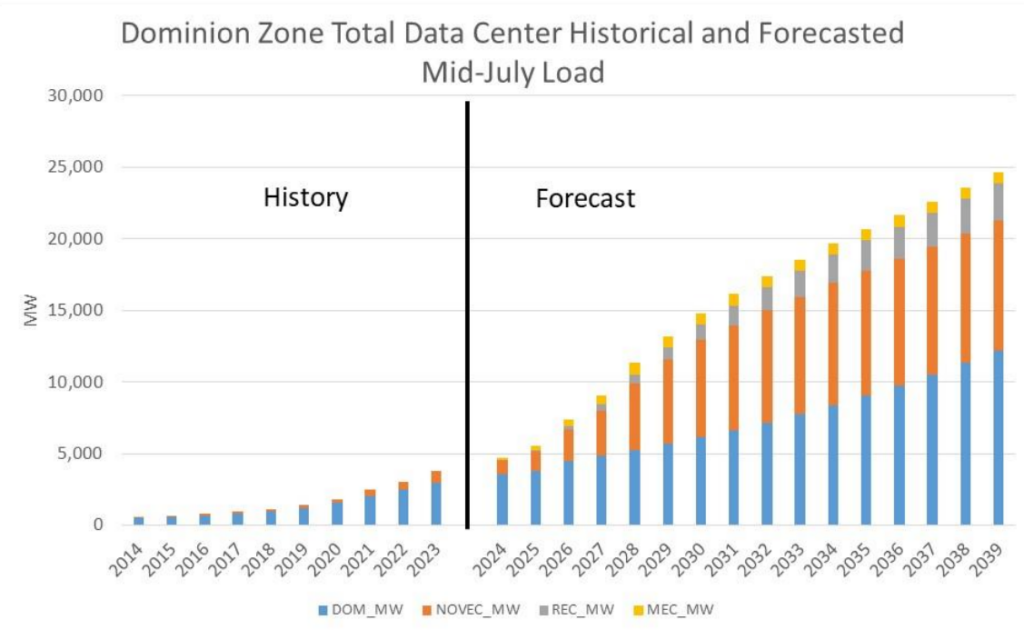 Dominion Zone Total Data Center Historical and Forecasted
Mid-July Load
30,000
25,000
20,000
15,000
10,000
5,000
0
MW
History
Forecast
2014 2015 2016 2017 2018 2019 2020 2021 2022 2023 2024 2025 2026 2027 2028 2029 2030 2031 2032 2033 2034 2035 2036 2037 2038 2039
DOM_MW NOVEC_MW REC_MW MEC_MW